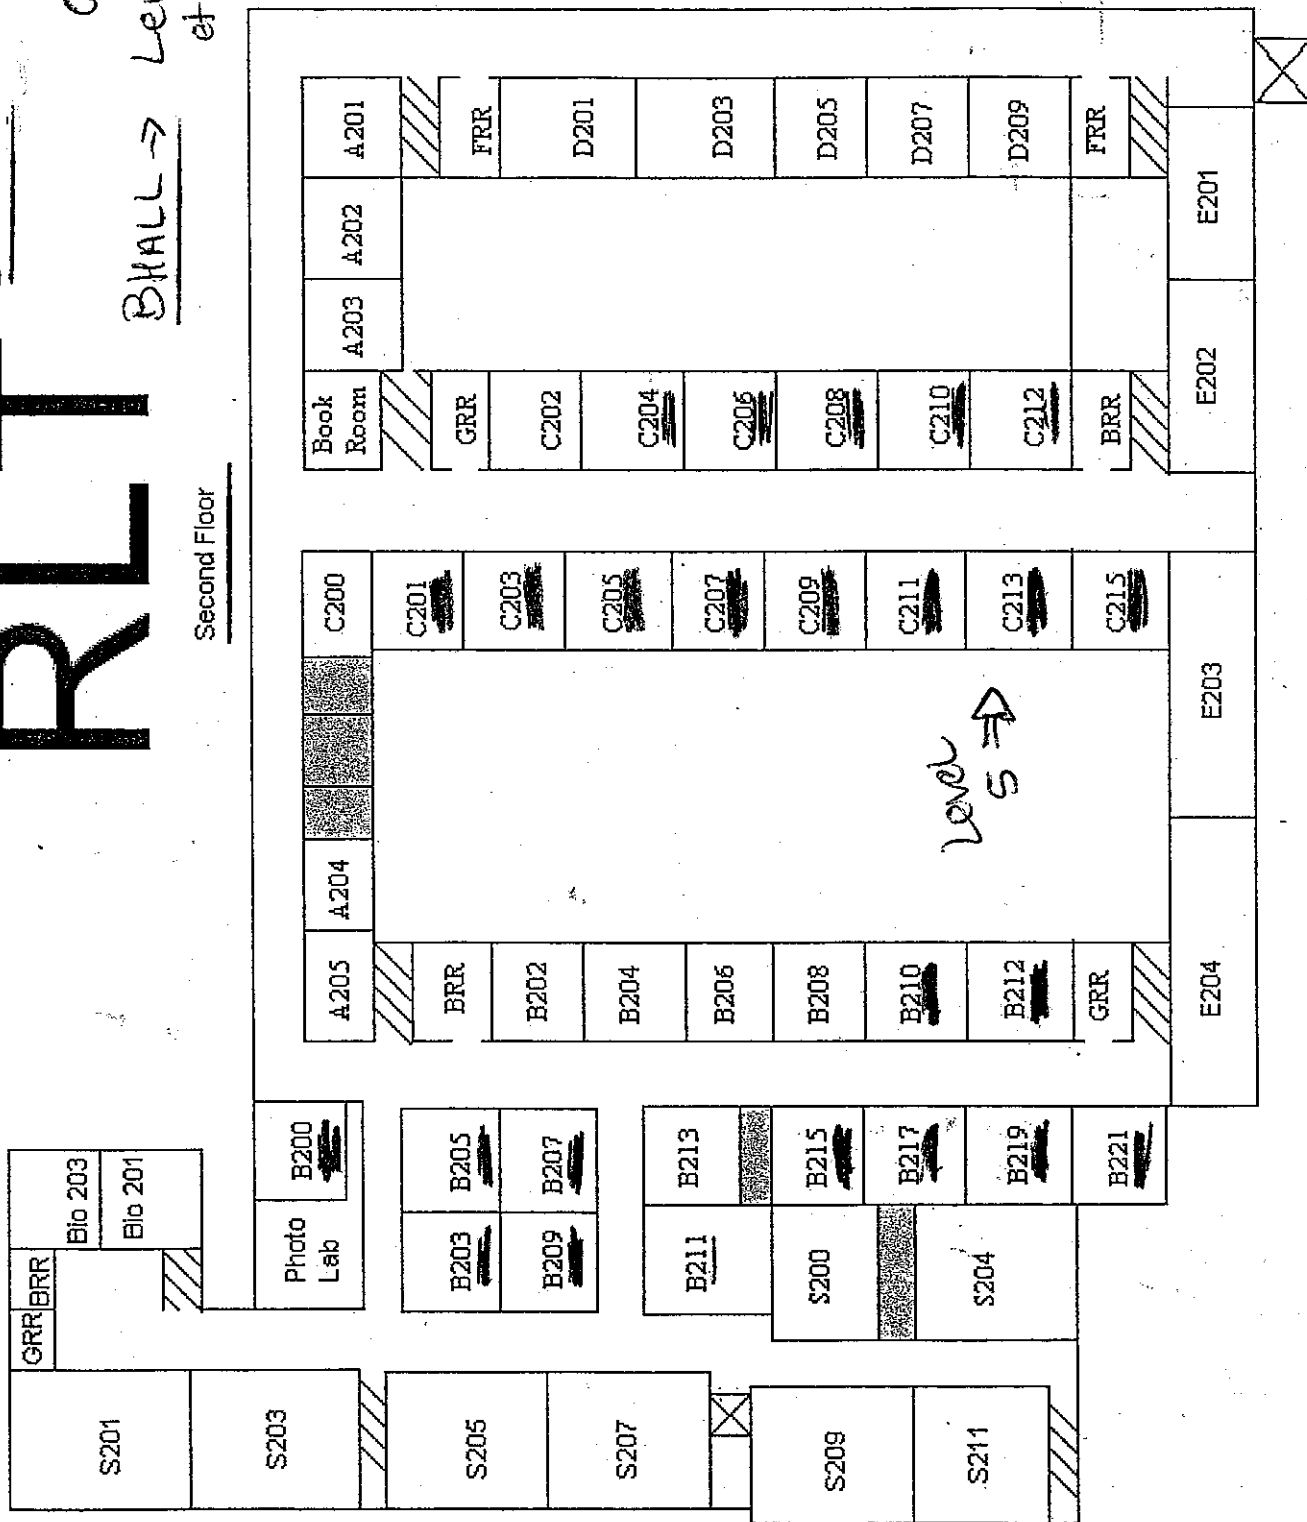 BHALL → Le
et
RLT
Second Floor
A201
A202
A203
Book
Room
C200
A204
A205
FRR
D201
D203
D205
D207
D209
FRR
GRR
C202
C204
C206
C208
C210
C212
BRR
C201
C203
C205
C207
C209
C211
C213
C215
Level
5 ⇒
BRR
B202
B204
B206
B208
B210
B212
GRR
E201
E202
E203
E204
B200
Photo
Lab
B205
B207
B203
B209
B213
B215
B217
B219
B221
B211
S200
S204
Bio 203
Bio 201
BRR
GRR
S201
S203
S205
S207
S209
S211